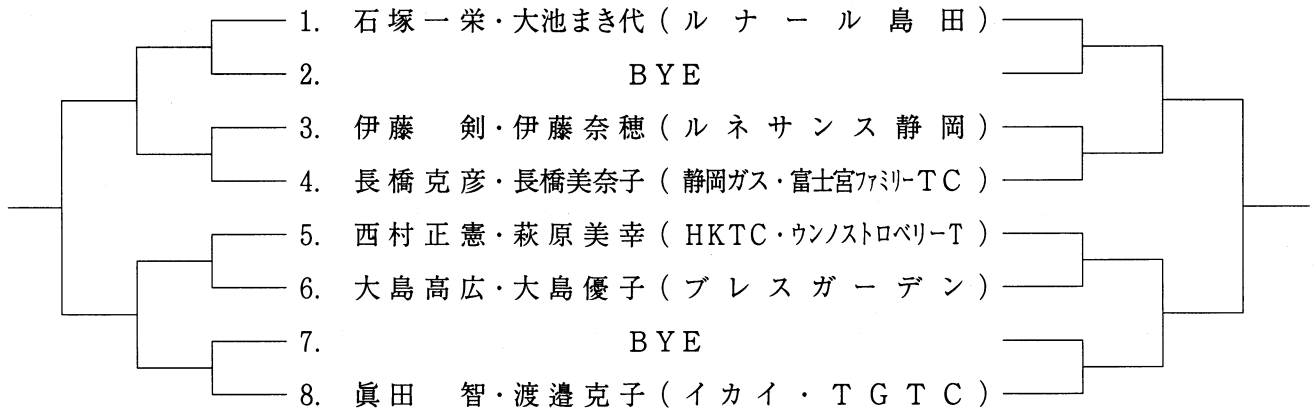 1. 石塚一栄・大池まき代(ルナール島田)
2. BYE
3. 伊藤 剣・伊藤奈穂(ルネサンス静岡)
4. 長橋克彦・長橋美奈子(静岡ガス・富士宮ファミリーTC)
5. 西村正憲・萩原美幸(HKTC・ウンノストロベリーT)
6. 大島高広・大島優子(ブレスガーデン)
7. BYE
8. 眞田 智・渡邉克子(イカイ・TGTC)